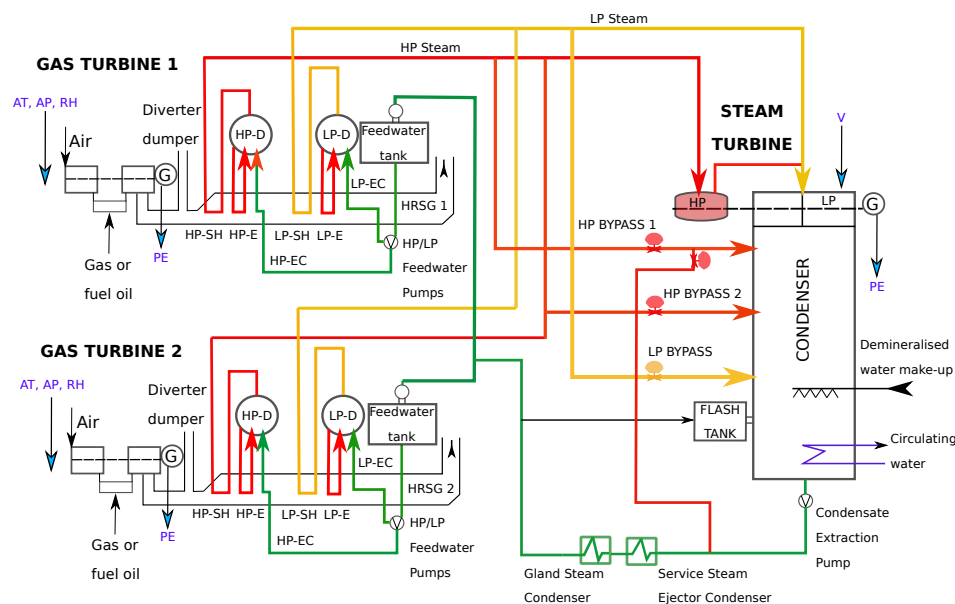 LP Steam
HP Steam
GAS TURBINE 1
AT, AP, RH
Air
Diverter
dumper
HP-D
LP-D
Feedwater
tank
G
LP-EC
HRSG 1
HP-SH
HP-E
LP-SH
LP-E
V
HP/LP
Feedwater
Pumps
HP-EC
PE
Gas or
fuel oil
STEAM
TURBINE
V
HP
LP
G
PE
HP BYPASS 1
HP BYPASS 2
LP BYPASS
CONDENSER
Demineralised
water make-up
FLASH
TANK
Circulating
water
V
Condensate
Extraction
Pump
GAS TURBINE 2
AT, AP, RH
Air
Diverter
dumper
HP-D
LP-D
Feedwater
tank
G
LP-EC
HRSG 2
HP-SH
HP-E
LP-SH
LP-E
V
HP/LP
Feedwater
Pumps
HP-EC
PE
Gas or
fuel oil
Gland Steam
Condenser
Service Steam
Ejector Condenser